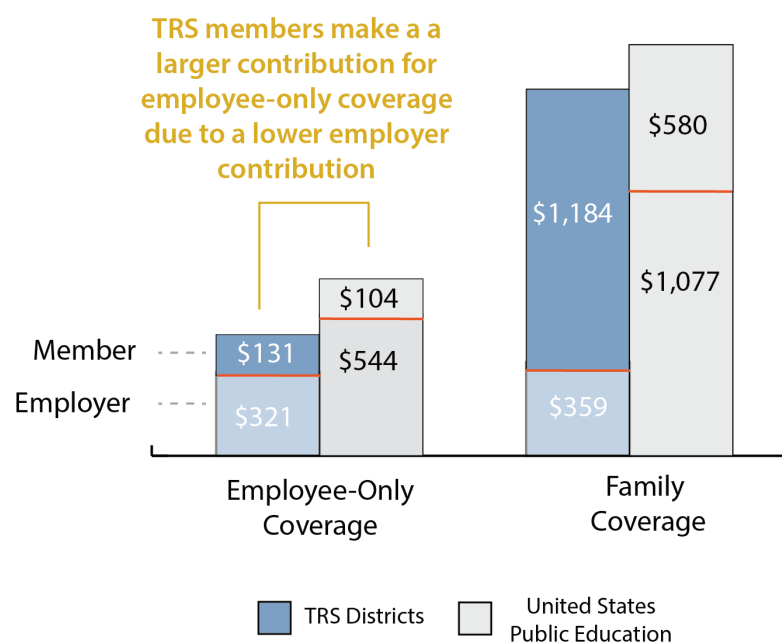 TRS members make a a
larger contribution for
employee-only coverage
due to a lower employer
contribution
$580
$1,184
$1,077
$104
Member
$131
$544
Employer
$321
$359
Employee-Only
Coverage
Family
Coverage
TRS Districts
United States
Public Education